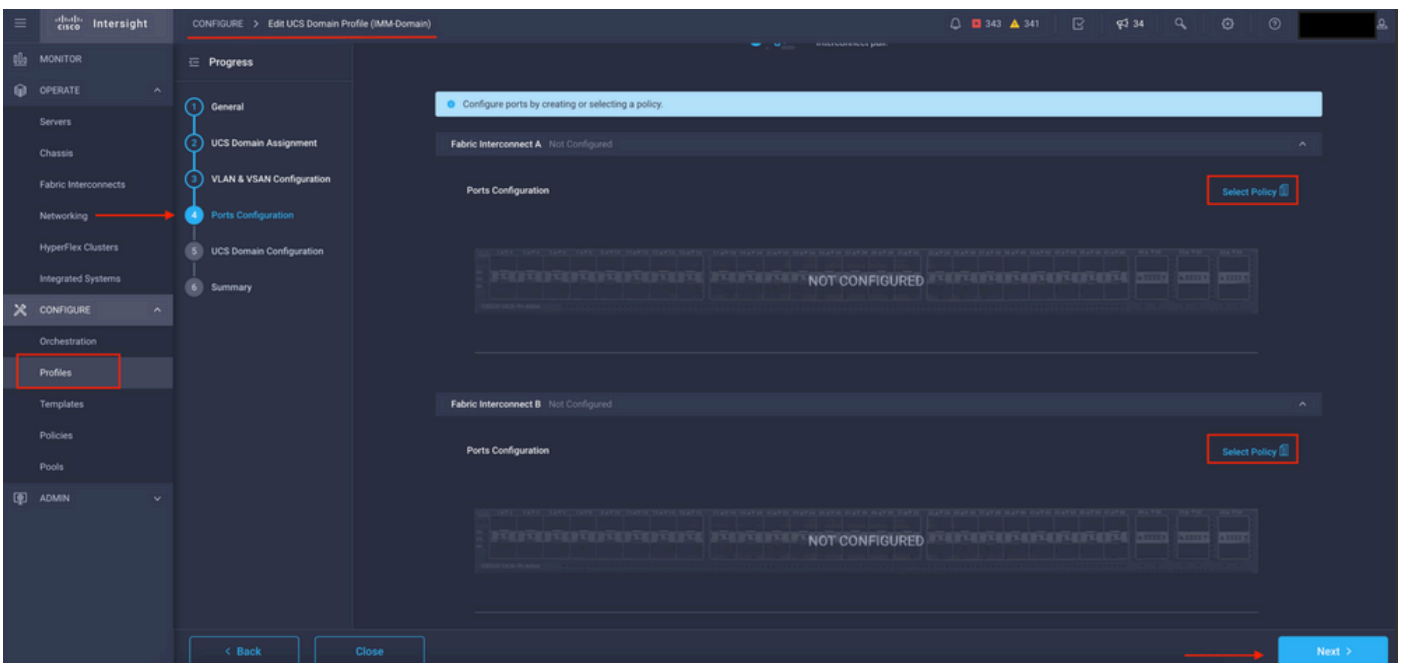 cisco Intersight
CONFIGURE > Edit UCS Domain Profile (IMM-Domain)
343 341
34
MONITOR
OPERATE
Servers
Chassis
Fabric Interconnects
Networking
HyperFlex Clusters
Integrated Systems
CONFIGURE
Orchestration
Profiles
Templates
Policies
Pools
ADMIN
Progress
1 General
2 UCS Domain Assignment
3 VLAN & VSAN Configuration
4 Ports Configuration
5 UCS Domain Configuration
6 Summary
Interconnect pair.
Configure ports by creating or selecting a policy.
Fabric Interconnect A Not Configured
Ports Configuration
Select Policy
NOT CONFIGURED
Fabric Interconnect B Not Configured
Ports Configuration
Select Policy
NOT CONFIGURED
< Back
Close
Next >